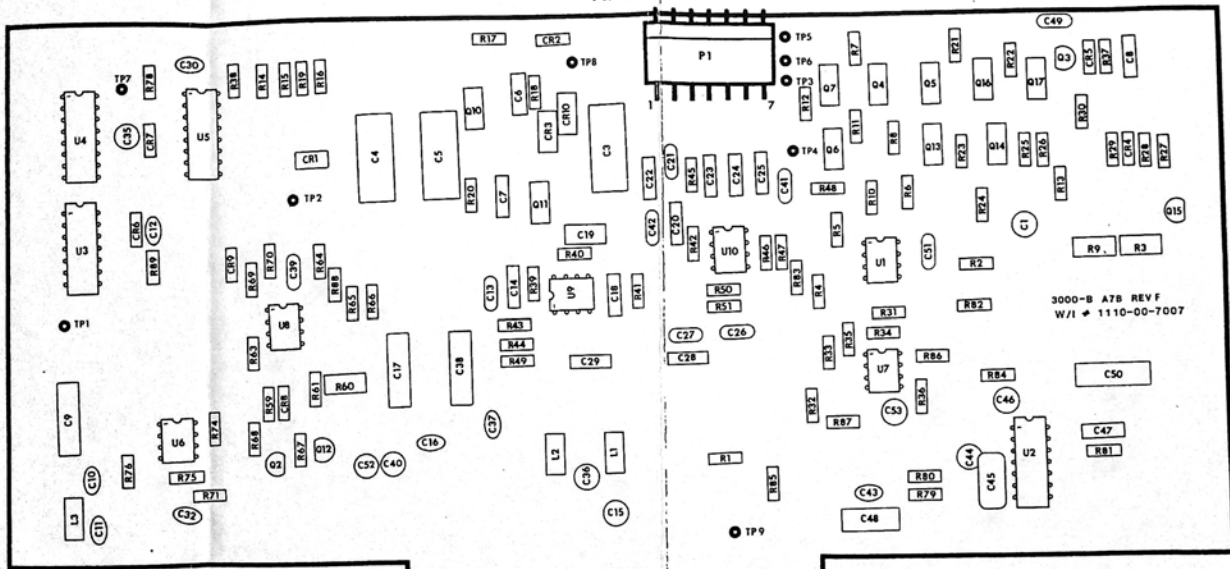 C49
R17 CR2
TP5
R7 R21 R22 Q3 CR5 R37 C8
P1
TP8
TP6
C30
TP7 R78 R38 R14 R15 R19 R16
TP3
Q7 Q4 Q5 Q16 Q17
C6 R18
1 7
Q10 CR10
R12
R30
U4 C35 CR7 U5
CR3
R11 R8
C4 C5 C3
Q6 Q13 R23 Q14 R25 R26 R29 CR4 R28 R27
CR1
TP4
C21
C22 R45 C23 C24 C25 C41
R48
R13
R20 C7 Q11
R10 R6
TP2
R24
Q15
C1
U3 CR6 C12
C42 C20 R42
R5
C19
U10 R46 R47
U1 C51
R9 R3
R40
R89 CR9 R69 R70 C39 R64
R2
R83
R88
C13 C14 R39 U9 C18 R41
R50
R4
R65 R66
R51
R82
3000-B A7B REV F
W/I # 1110-00-7007
R31
U8
TP1
R43
R34
C27 C26
R44
R33 R35
R63
R49 C29 C28
R86
C17 C38
U7
C50
R84
R61 R60
R59 CR8
R36
R32
C46
C53
C9
R87
C37
R74
C47
U6 R68
C16
R81
R67 Q12
L2 L1
C44 U2
R1
Q2 C52 C40
R76
R75
C10
C36
R85
R80
C45
R71
C43
R79
L3 C11 C32
C15
C48
TP9